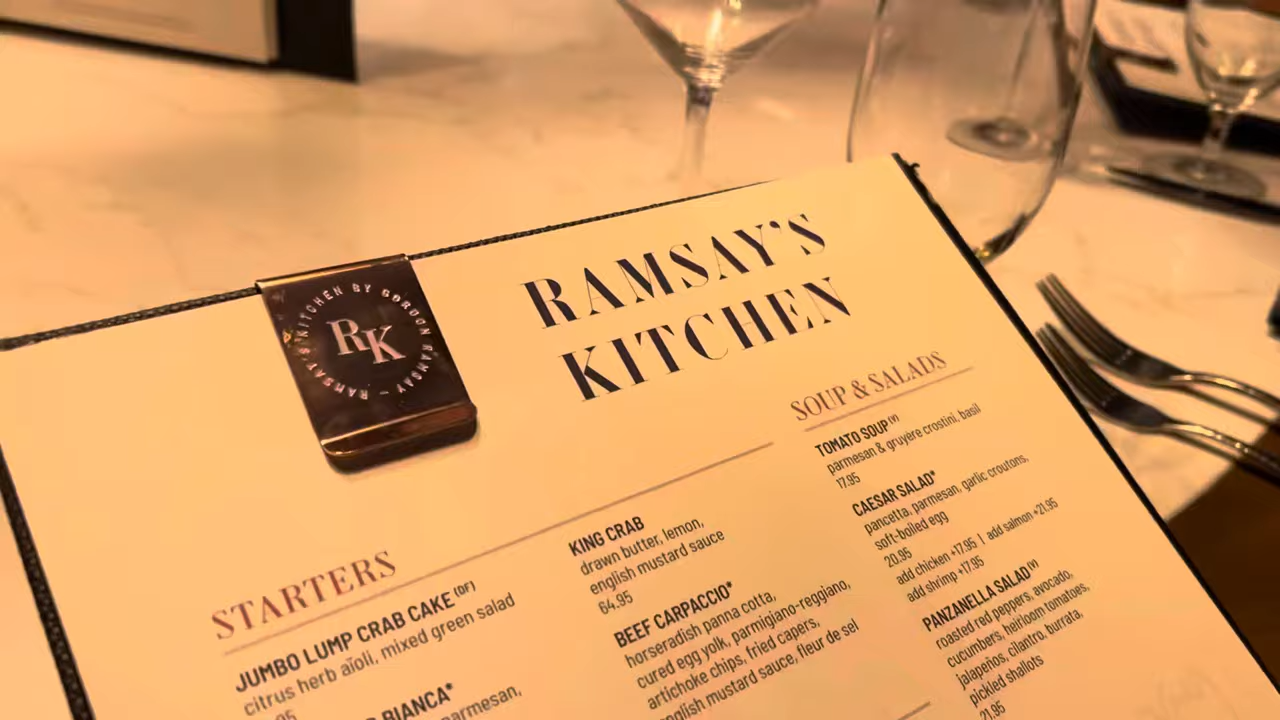 RAMSAY'S KITCHEN BY GORDON RAMSAY ~
RK
RAMSAY'S
KITCHEN
STARTERS
JUMBO LUMP CRAB CAKE (DF)
citrus herb aïoli, mixed green salad
BIANCA*
parmesan,
KING CRAB
drawn butter, lemon,
english mustard sauce
64.95
BEEF CARPACCIO*
horseradish panna cotta,
cured egg yolk, parmigiano-reggiano,
artichoke chips, fried capers,
english mustard sauce, fleur de sel
SOUP & SALADS
TOMATO SOUP (V)
parmesan & gruyère crostini, basil
17.95
CAESAR SALAD*
pancetta, parmesan, garlic croutons,
soft-boiled egg
20.95
add chicken +17.95 | add salmon +21.95
add shrimp +17.95
PANZANELLA SALAD (V)
roasted red peppers, avocado,
cucumbers, heirloom tomatoes,
jalapeños, cilantro, burrata,
pickled shallots
21.95